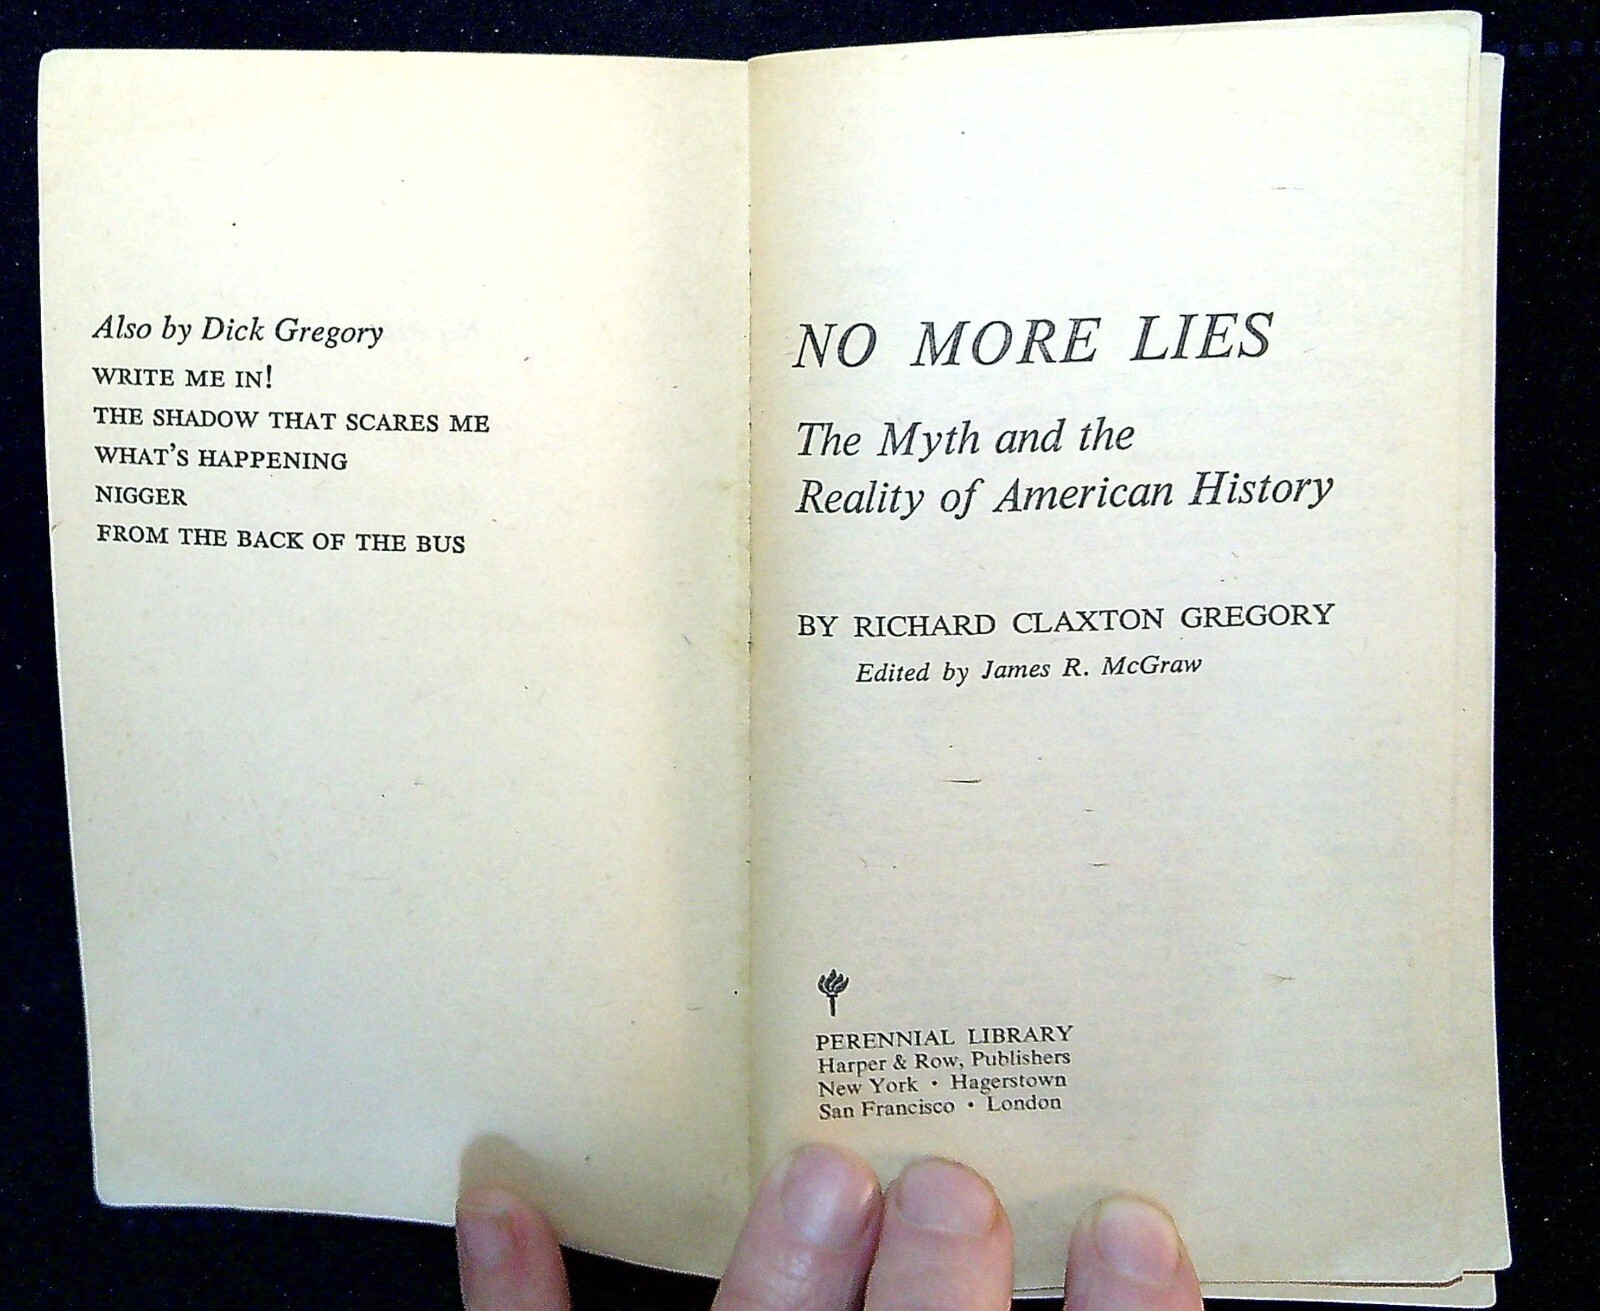 Also by Dick Gregory
WRITE ME IN!
THE SHADOW THAT SCARES ME
WHAT'S HAPPENING
NIGGER
FROM THE BACK OF THE BUS
NO MORE LIES
The Myth and the
Reality of American History
BY RICHARD CLAXTON GREGORY
Edited by James R. McGraw
PERENNIAL LIBRARY
Harper & Row, Publishers
New York • Hagerstown
San Francisco • London